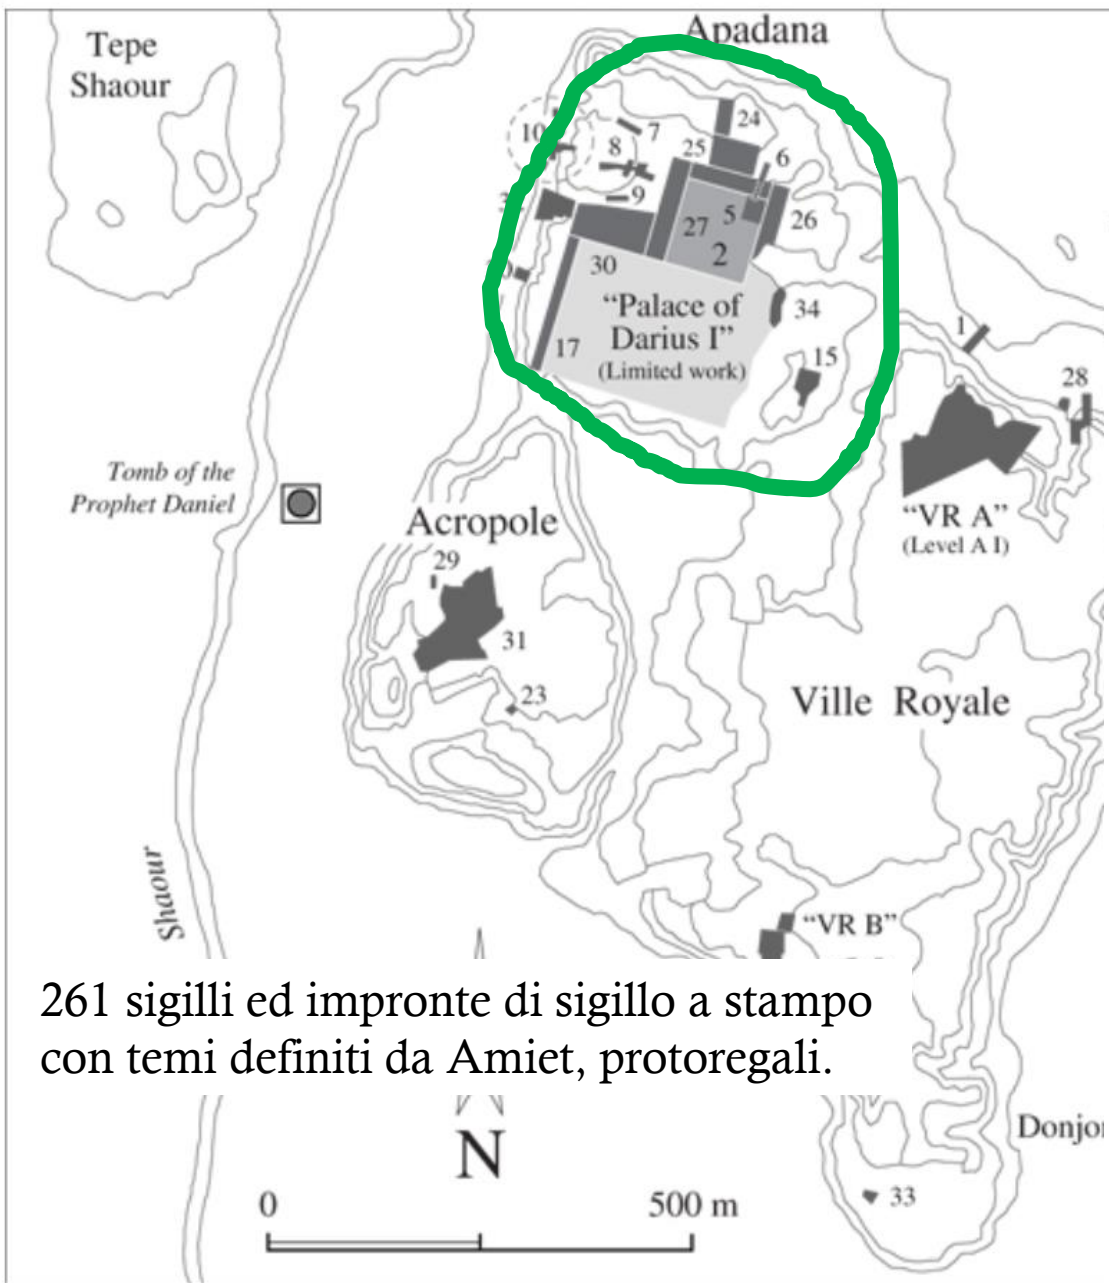 Tepe
Shaour
Apadana
10
7
24
8
25
6
9
27
5
26
2
30
"Palace of
Darius I"
(Limited work)
34
17
15
1
28
Tomb of the
Prophet Daniel
Acropole
"VR A"
(Level A I)
29
31
23
Ville Royale
Shaour
"VR B"
261 sigilli ed impronte di sigillo a stampo
con temi definiti da Amiet, protoregali.
N
0
500 m
33